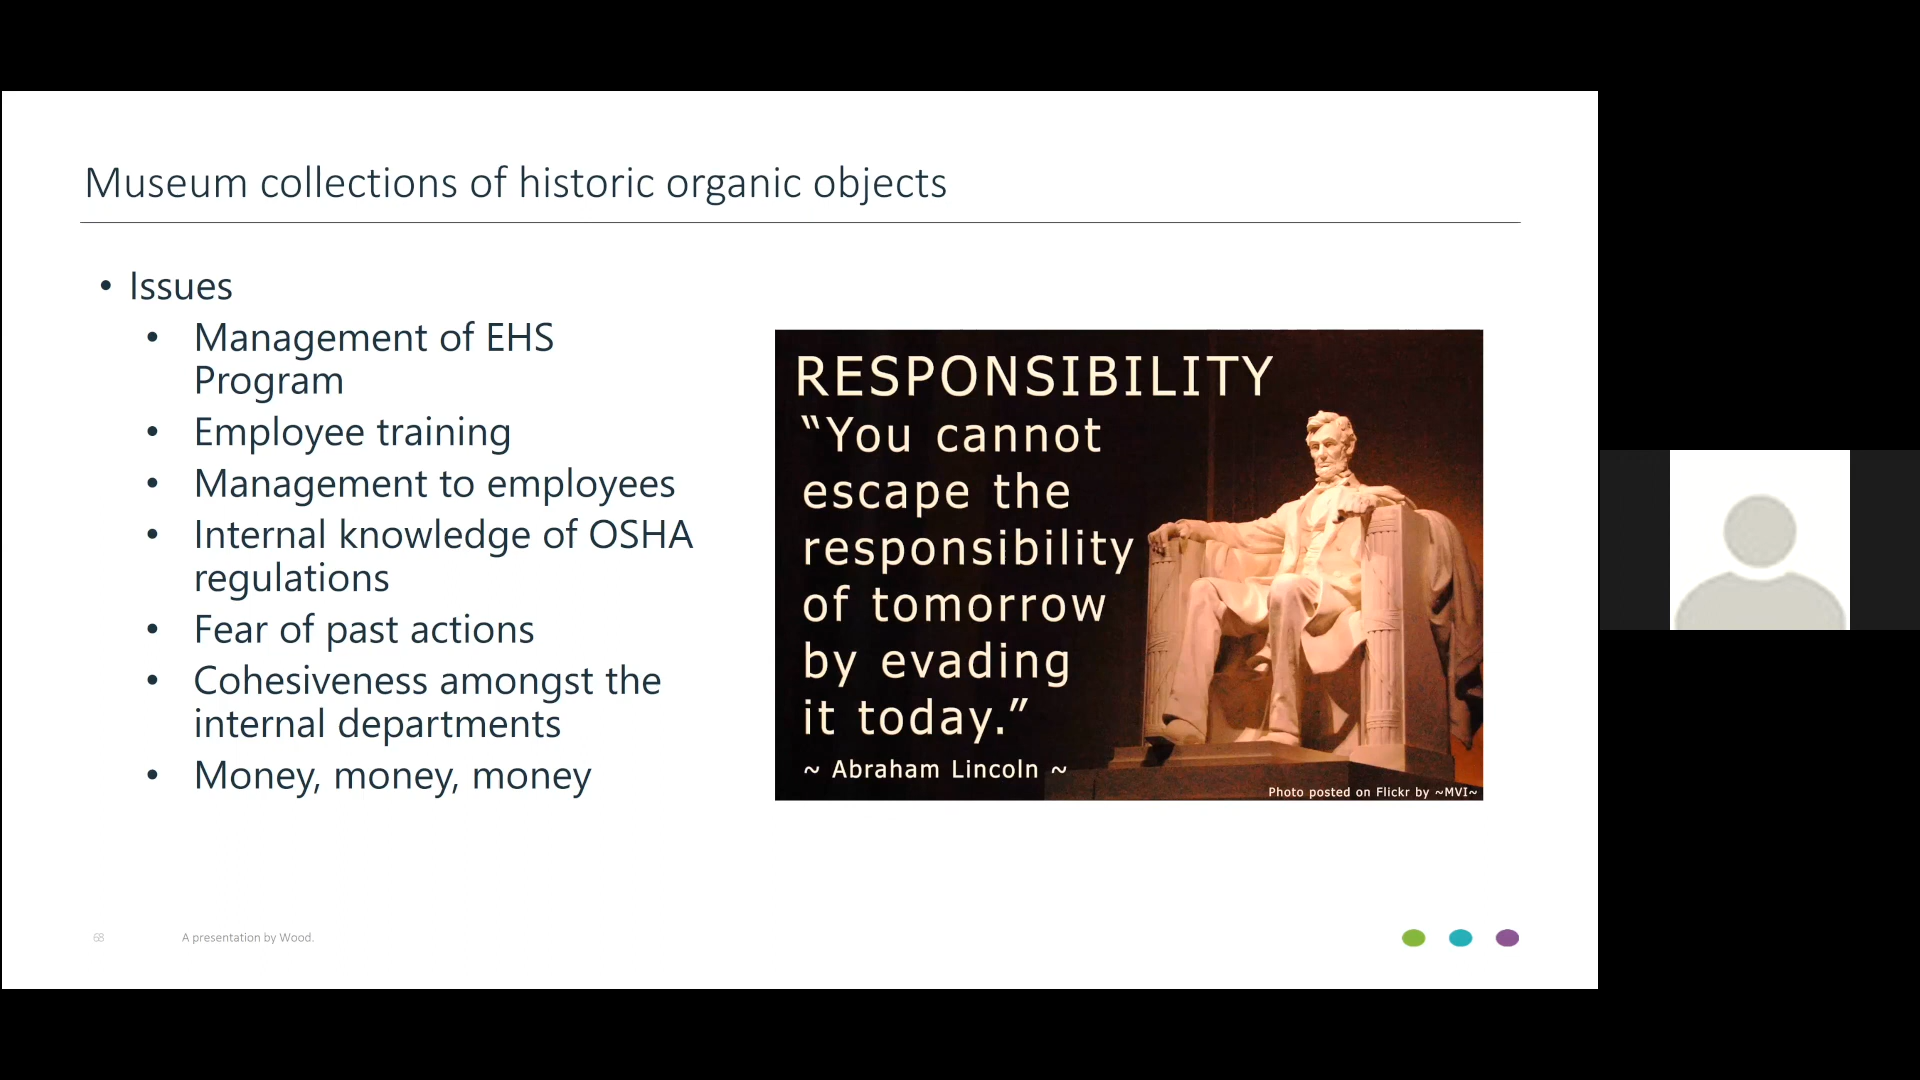 Museum collections of historic organic objects
• Issues
• Management of EHS
Program
• Employee training
• Management to employees
• Internal knowledge of OSHA
regulations
• Fear of past actions
• Cohesiveness amongst the
internal departments
• Money, money, money
RESPONSIBILITY
“You cannot
escape the
responsibility
of tomorrow
by evading
it today.”
~ Abraham Lincoln ~
Photo posted on Flickr by ~MVI~
68
A presentation by Wood.